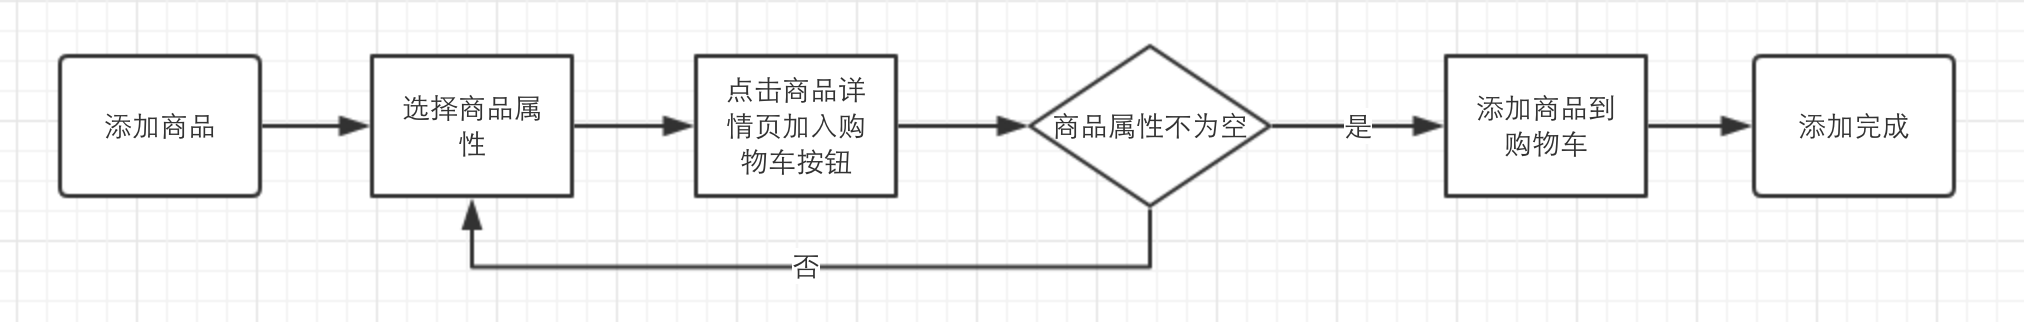 添加商品
选择商品属
性
点击商品详
情页加入购
物车按钮
商品属性不为空
是
添加商品到
购物车
添加完成
否